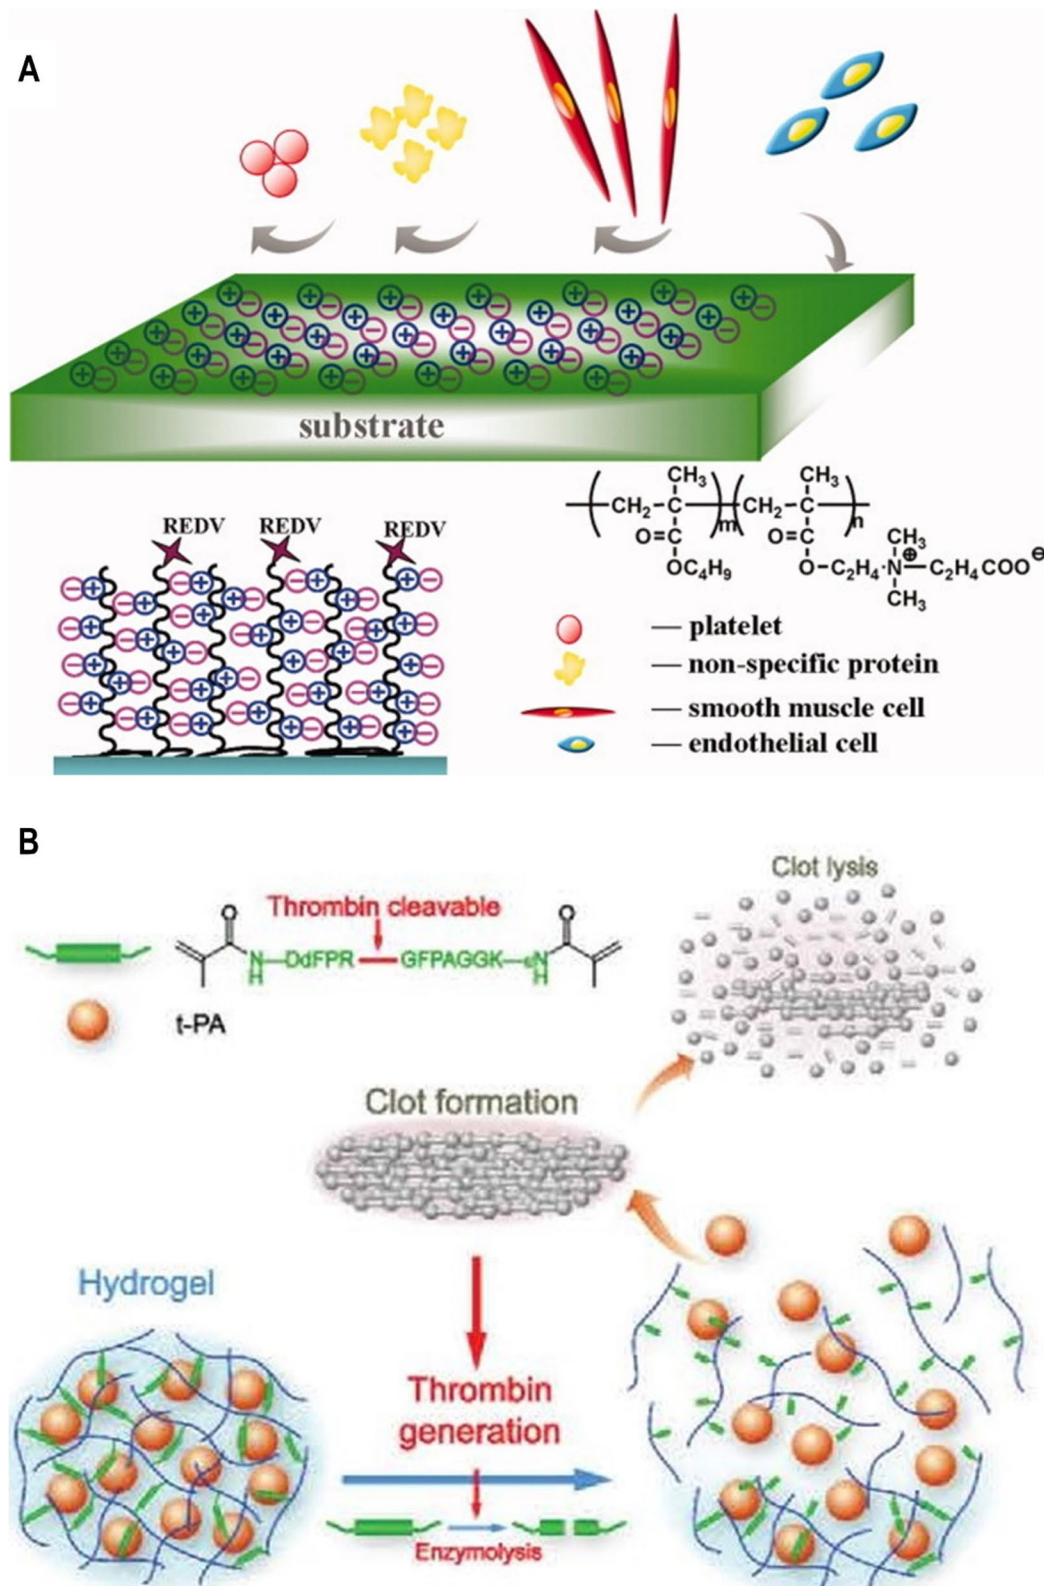 A
substrate
REDV REDV REDV
CH₃ CH₃
CH₂ C m CH₂ C n
O=C O=C CH₃
OC₄H₉ O–C₂H₄–N⊕–C₂H₄COO⊖
CH₃
— platelet
— non-specific protein
— smooth muscle cell
— endothelial cell
B
Clot lysis
Thrombin cleavable
O O
N H DdFPR GFPAGGK εN H
t-PA
Clot formation
Hydrogel
Thrombin
generation
Enzymolysis